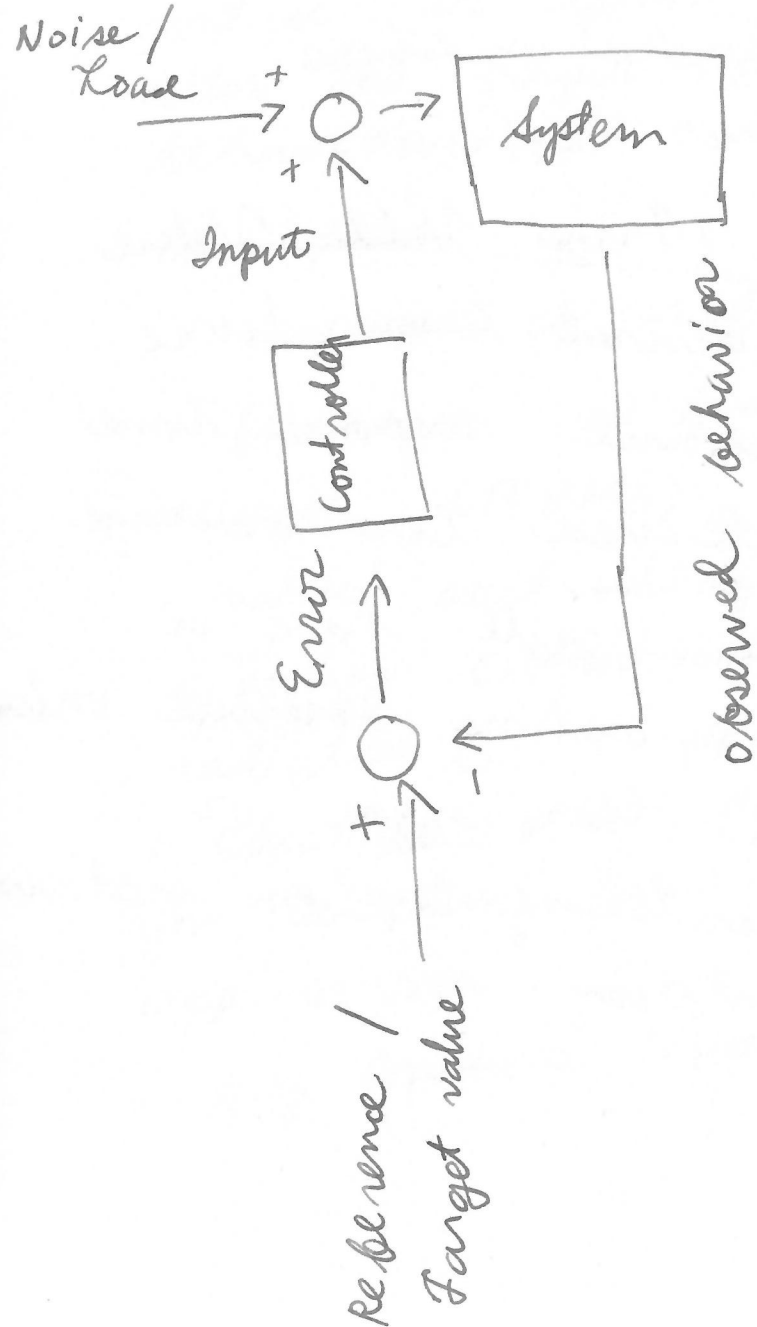 Noise /
Load
+
+
System
Input
Controller
Error
observed behavior
+
-
Reference /
Target value